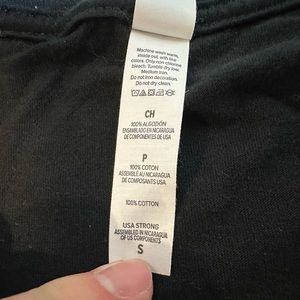 Machine wash warm,
inside out, with like
colors. Only non-chlorine
bleach. Tumble dry low.
Medium iron.
Do not iron decoration.
Do not dry clean.
CH
100% ALGODÓN
ENSAMBLADO EN NICARAGUA
DE COMPONENTES DE USA
P
100% COTON
ASSEMBLÉ AU NICARAGUA
DE COMPOSANTS USA
100% COTTON
USA STRONG
ASSEMBLED IN NICARAGUA
OF US COMPONENTS
S